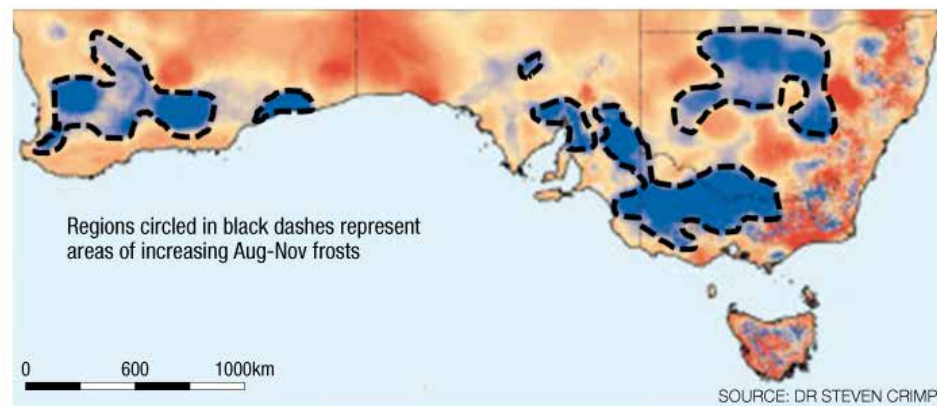 Regions circled in black dashes represent
areas of increasing Aug-Nov frosts
0 600 1000km
SOURCE: DR STEVEN CRIMP